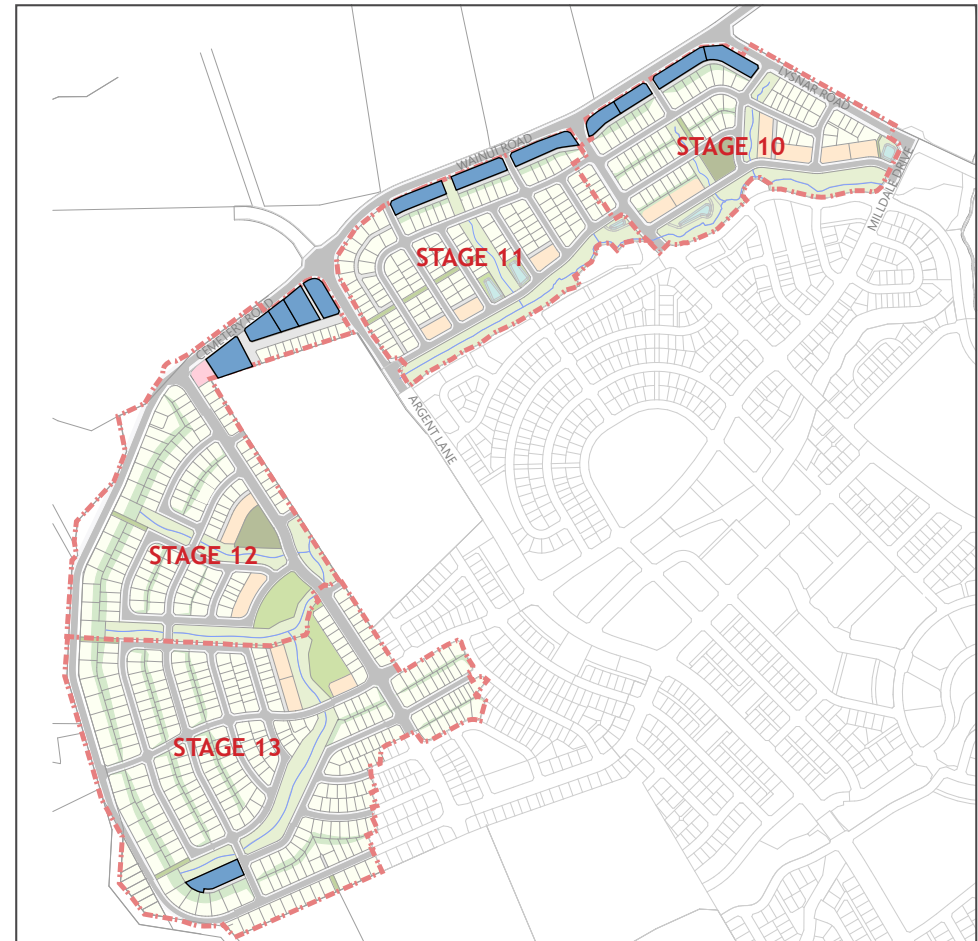 LYSNAR ROAD
WAINUI ROAD
STAGE 10
MILLDALE DRIVE
STAGE 11
CEMETERY ROAD
ARGENT LANE
STAGE 12
STAGE 13